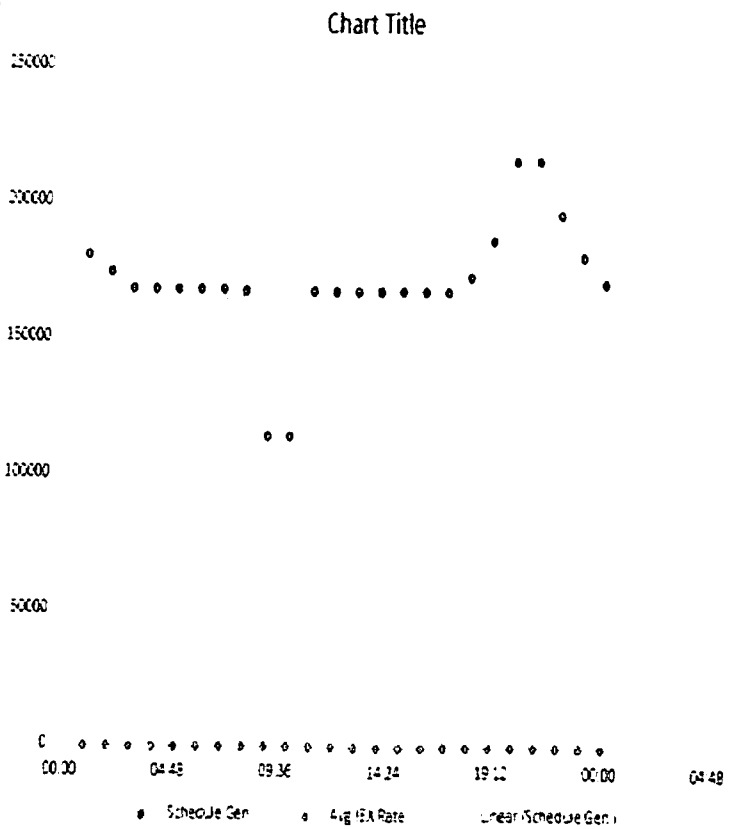 Chart Title
250000
200000
150000
100000
50000
0
00:00 04:48 09:36 14:24 19:12 00:00 04:48
Schedule Gen Avg IEX Rate Linear (Schedule Gen)